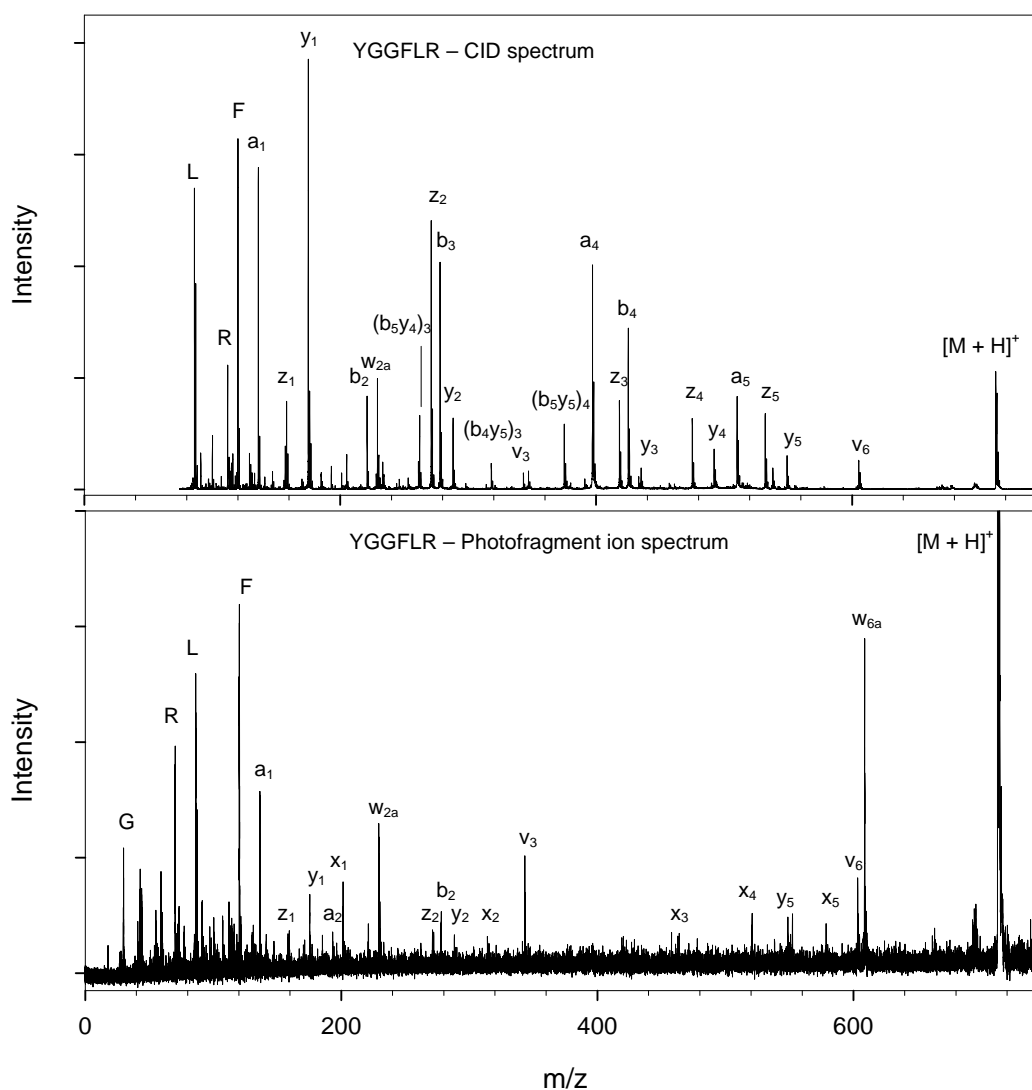 YGGFLR – CID spectrum
Intensity
L
F
a₁
R
z₁
y₁
b₂
w₂ₐ
(b₅y₄)₃
z₂
b₃
y₂
(b₄y₅)₃
v₃
(b₅y₅)₄
a₄
z₃
b₄
y₃
z₄
y₄
a₅
z₅
y₅
v₆
[M + H]⁺
YGGFLR – Photofragment ion spectrum
[M + H]⁺
Intensity
G
R
L
F
a₁
z₁
y₁
a₂
x₁
w₂ₐ
z₂
b₂
y₂
x₂
v₃
x₃
x₄
y₅
x₅
v₆
w₆ₐ
0 200 400 600
m/z